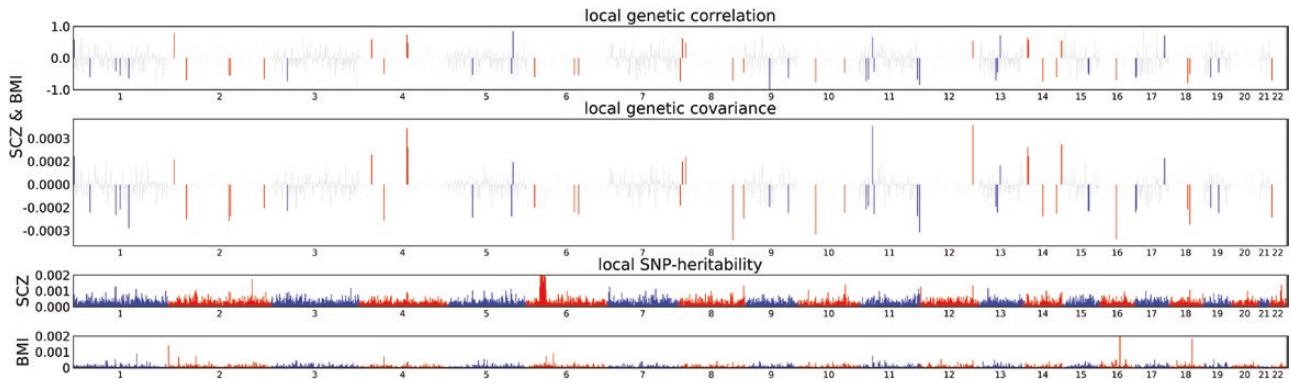 local genetic correlation
SCZ & BMI
1.0
0.0
-1.0
1 2 3 4 5 6 7 8 9 10 11 12 13 14 15 16 17 18 19 20 21 22
local genetic covariance
0.0003
0.0002
0.0000
-0.0002
-0.0003
1 2 3 4 5 6 7 8 9 10 11 12 13 14 15 16 17 18 19 20 21 22
local SNP-heritability
SCZ
0.002
0.001
0.000
1 2 3 4 5 6 7 8 9 10 11 12 13 14 15 16 17 18 19 20 21 22
BMI
0.002
0.001
0
1 2 3 4 5 6 7 8 9 10 11 12 13 14 15 16 17 18 19 20 21 22